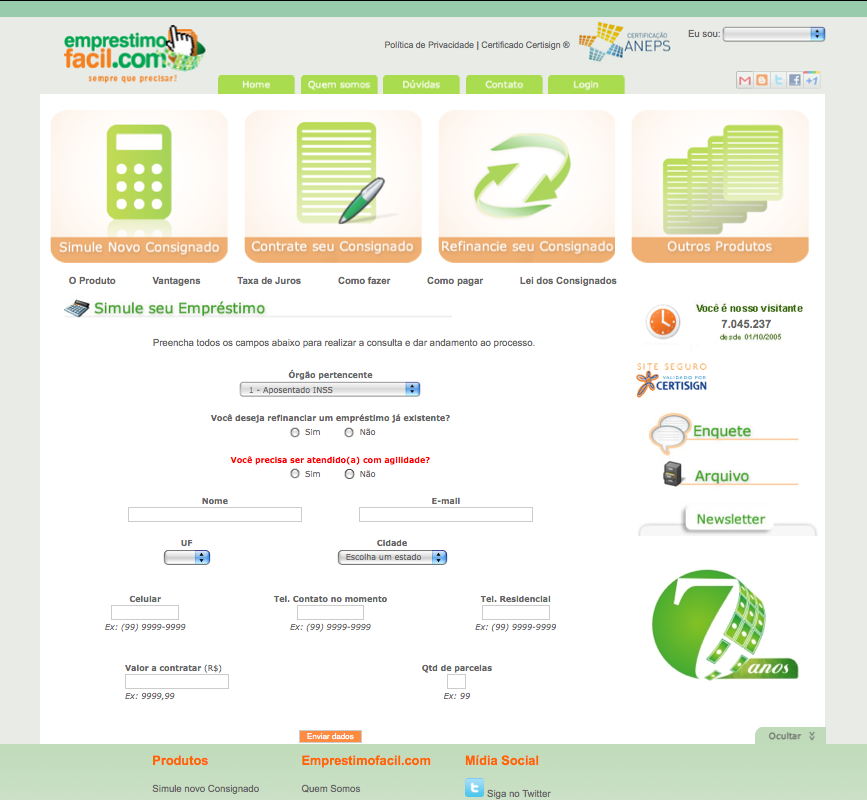 emprestimo
facil.com
sempre que precisar!
Política de Privacidade | Certificado Certisign ®
CERTIFICAÇÃO
ANEPS
Eu sou:
Home
Quem somos
Dúvidas
Contato
Login
+1
Simule Novo Consignado
Contrate seu Consignado
Refinancie seu Consignado
Outros Produtos
O Produto
Vantagens
Taxa de Juros
Como fazer
Como pagar
Lei dos Consignados
Simule seu Empréstimo
Preencha todos os campos abaixo para realizar a consulta e dar andamento ao processo.
Órgão pertencente
1 - Aposentado INSS
Você deseja refinanciar um empréstimo já existente?
Sim
Não
Você precisa ser atendido(a) com agilidade?
Sim
Não
Nome
E-mail
UF
Cidade
Escolha um estado
Celular
Tel. Contato no momento
Tel. Residencial
Ex: (99) 9999-9999
Ex: (99) 9999-9999
Ex: (99) 9999-9999
Valor a contratar (R$)
Qtd de parcelas
Ex: 9999,99
Ex: 99
Enviar dados
Você é nosso visitante
7.045.237
desde 01/10/2005
SITE SEGURO
VALIDADO POR
CERTISIGN
Enquete
Arquivo
Newsletter
7
anos
Ocultar
Produtos
Emprestimofacil.com
Mídia Social
Simule novo Consignado
Quem Somos
Siga no Twitter